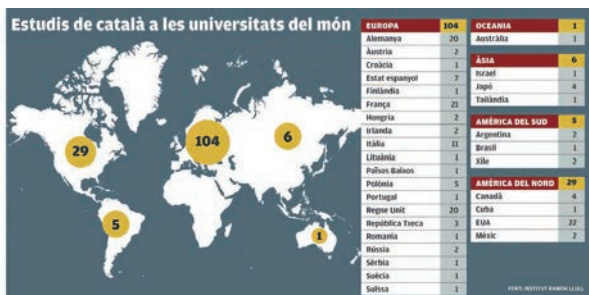 Estudis de català a les universitats del món
29
104
6
5
1
EUROPA 104
Alemanya 20
Àustria 2
Croàcia 1
Estat espanyol 7
Finlàndia 1
França 21
Hongria 2
Irlanda 2
Itàlia 11
Lituània 1
Països Baixos 1
Polònia 5
Portugal 1
Regne Unit 20
República Txeca 3
Romania 1
Rússia 2
Sèrbia 1
Suècia 1
Suïssa 1
OCEANIA 1
Austràlia 1
ÀSIA 6
Israel 1
Japó 4
Tailàndia 1
AMÈRICA DEL SUD 5
Argentina 2
Brasil 1
Xile 2
AMÈRICA DEL NORD 29
Canadà 4
Cuba 1
EUA 22
Mèxic 2
FONT: INSTITUT RAMON LLULL